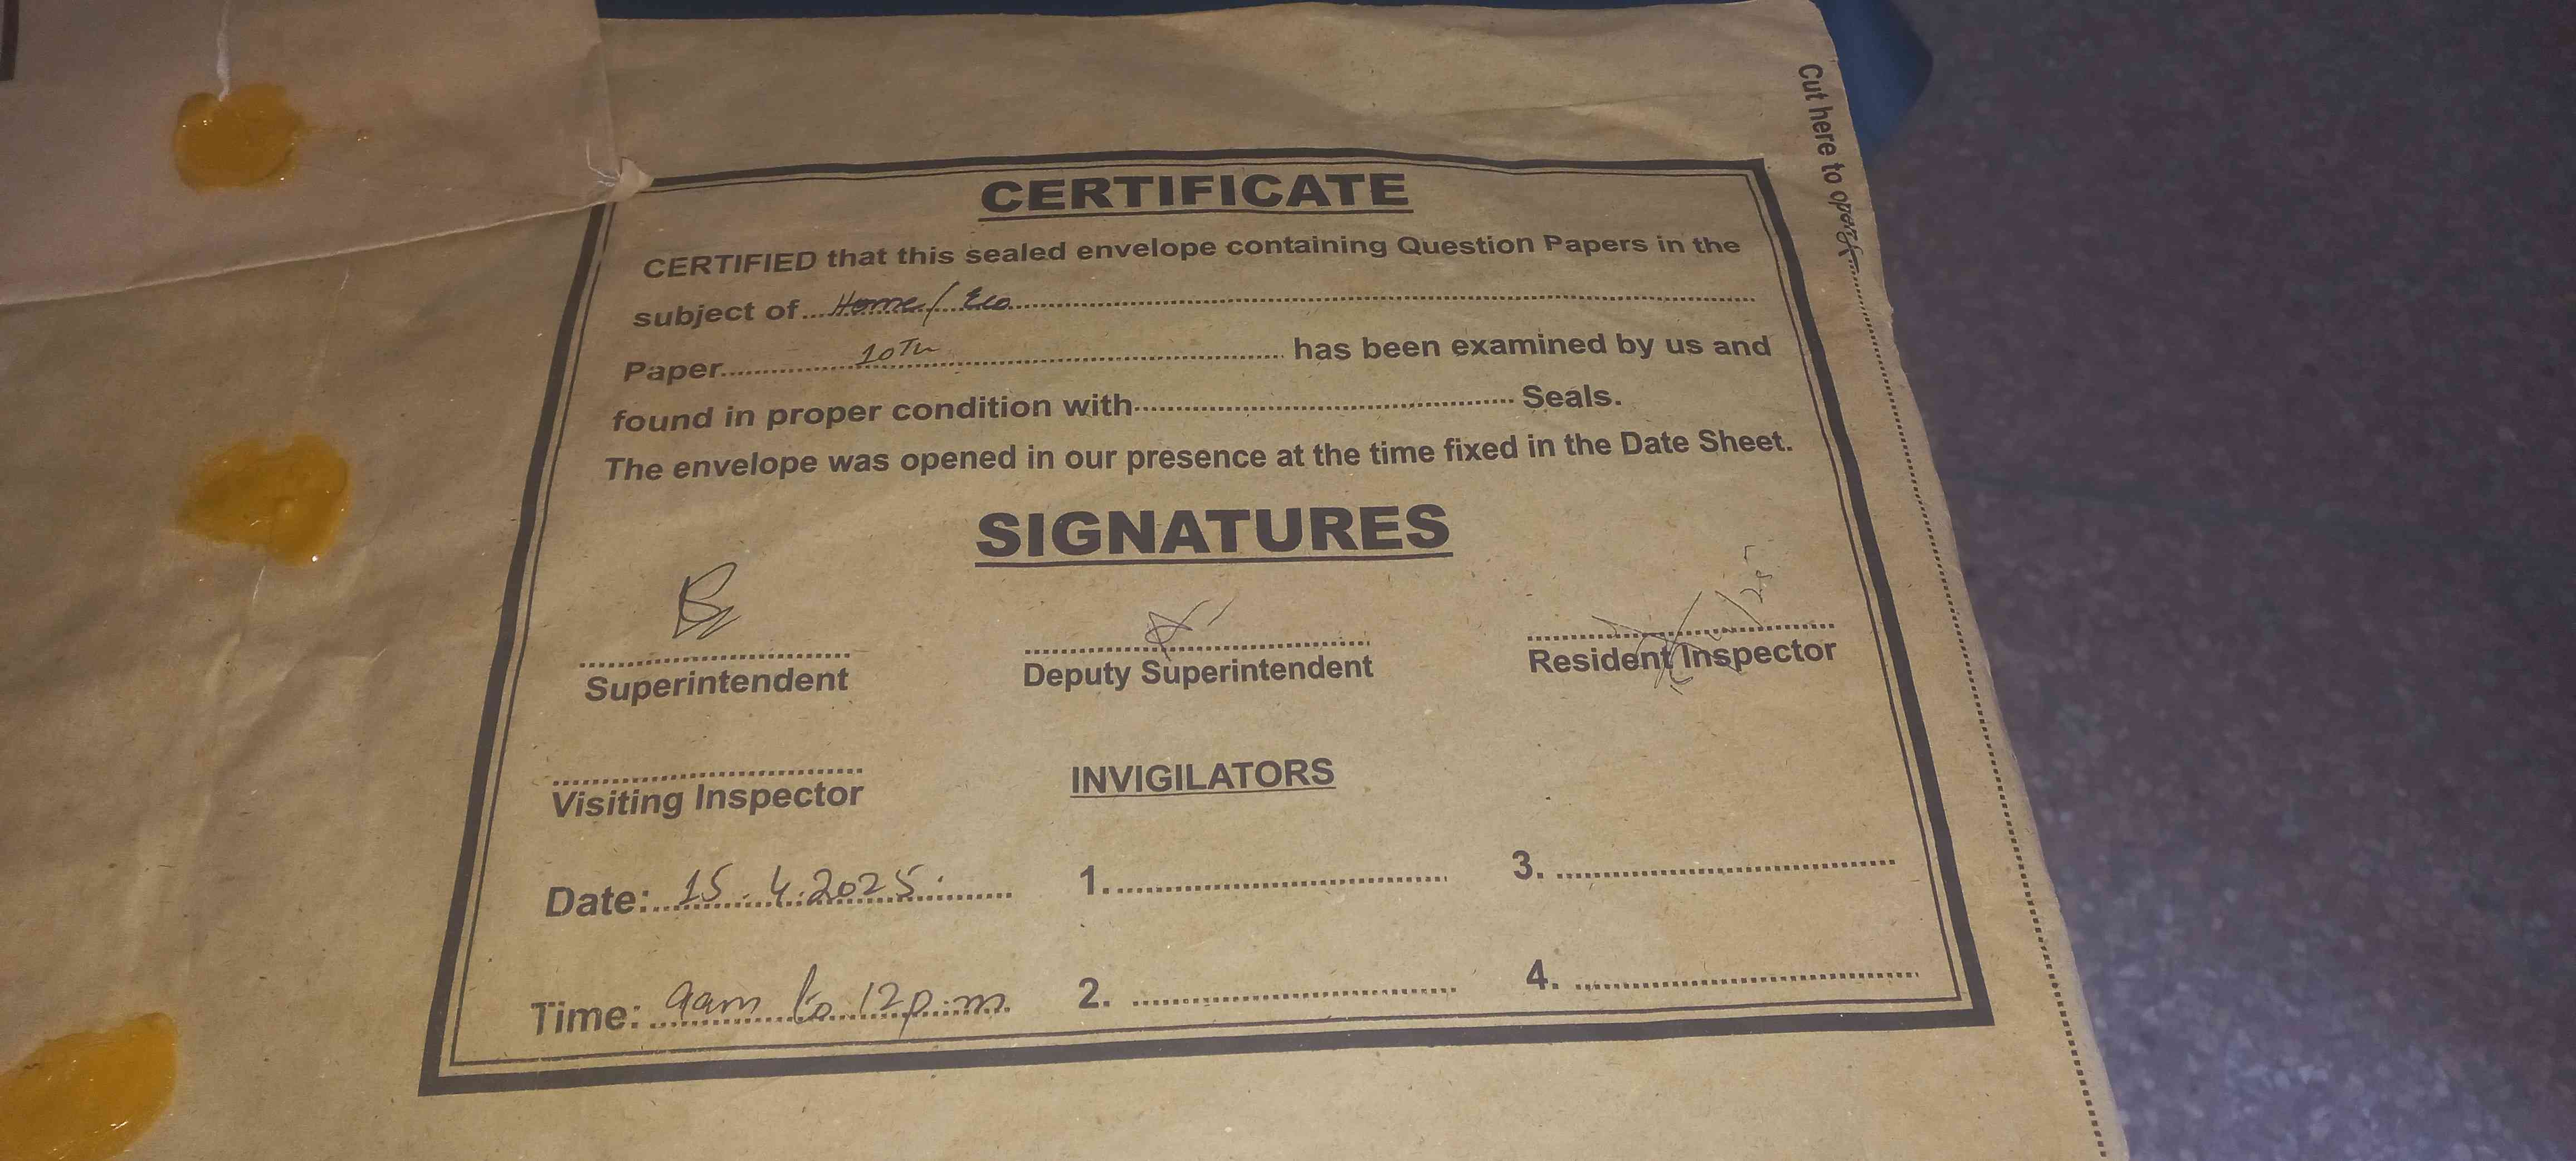 CERTIFICATE
CERTIFIED that this sealed envelope containing Question Papers in the
subject of Home/ Eco
Paper 10Th has been examined by us and
found in proper condition with Seals.
The envelope was opened in our presence at the time fixed in the Date Sheet.
SIGNATURES
Superintendent Deputy Superintendent Resident Inspector
Visiting Inspector INVIGILATORS
Date: 15.4.2025. 1. 3.
Time: 9am to 12p.m. 2. 4.
Cut here to open